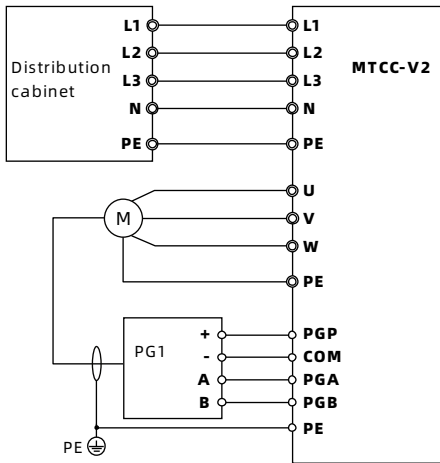 L1 L1
L2 L2
Distribution L3 L3 MTCC-V2
cabinet
N N
PE PE
U
M V
W
PE
+ PGP
PG1 - COM
A PGA
B PGB
PE PE